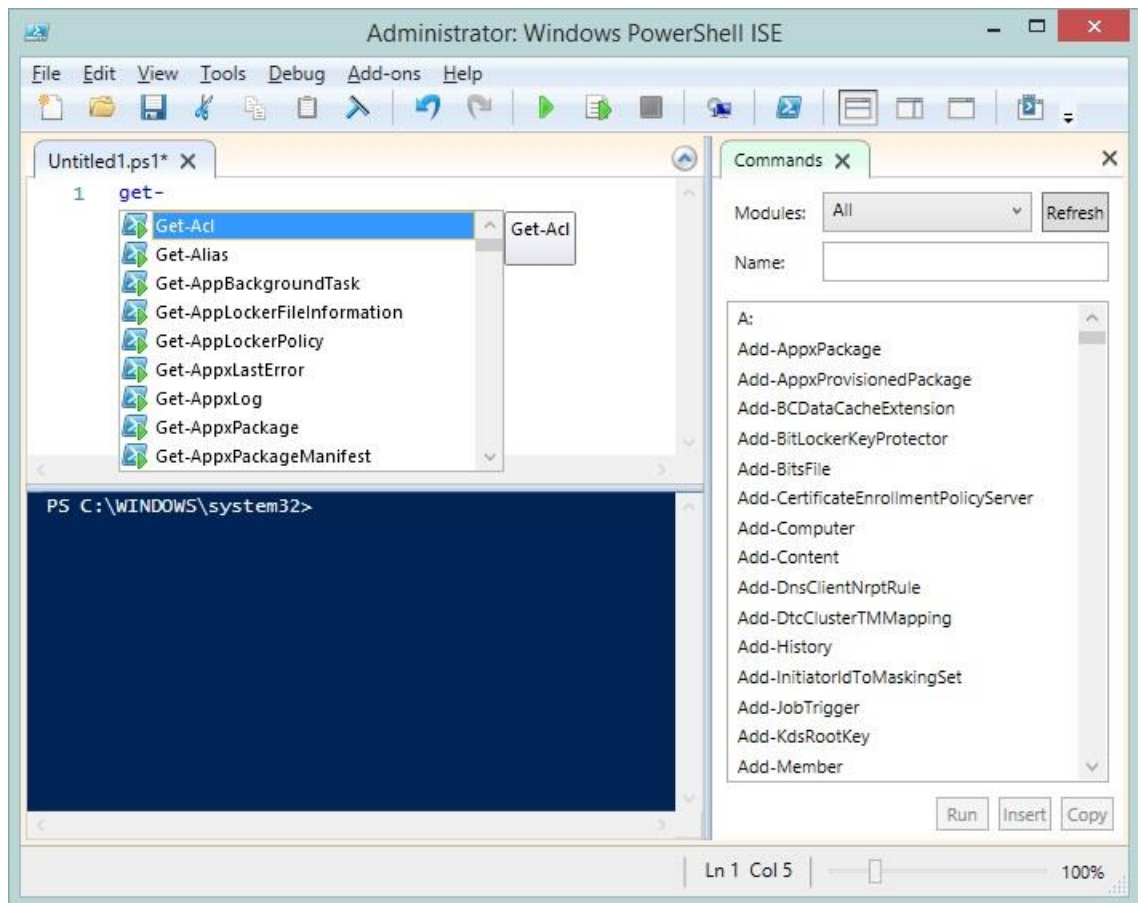 Administrator: Windows PowerShell ISE
File Edit View Tools Debug Add-ons Help
Untitled1.ps1*
1 get-
Get-Acl
Get-Alias
Get-AppBackgroundTask
Get-AppLockerFileInformation
Get-AppLockerPolicy
Get-AppxLastError
Get-AppxLog
Get-AppxPackage
Get-AppxPackageManifest
Get-Acl
PS C:\WINDOWS\system32>
Commands
Modules: All Refresh
Name:
A:
Add-AppxPackage
Add-AppxProvisionedPackage
Add-BCDataCacheExtension
Add-BitLockerKeyProtector
Add-BitsFile
Add-CertificateEnrollmentPolicyServer
Add-Computer
Add-Content
Add-DnsClientNrptRule
Add-DtcClusterTMMapping
Add-History
Add-InitiatorIdToMaskingSet
Add-JobTrigger
Add-KdsRootKey
Add-Member
Run Insert Copy
Ln 1 Col 5 100%